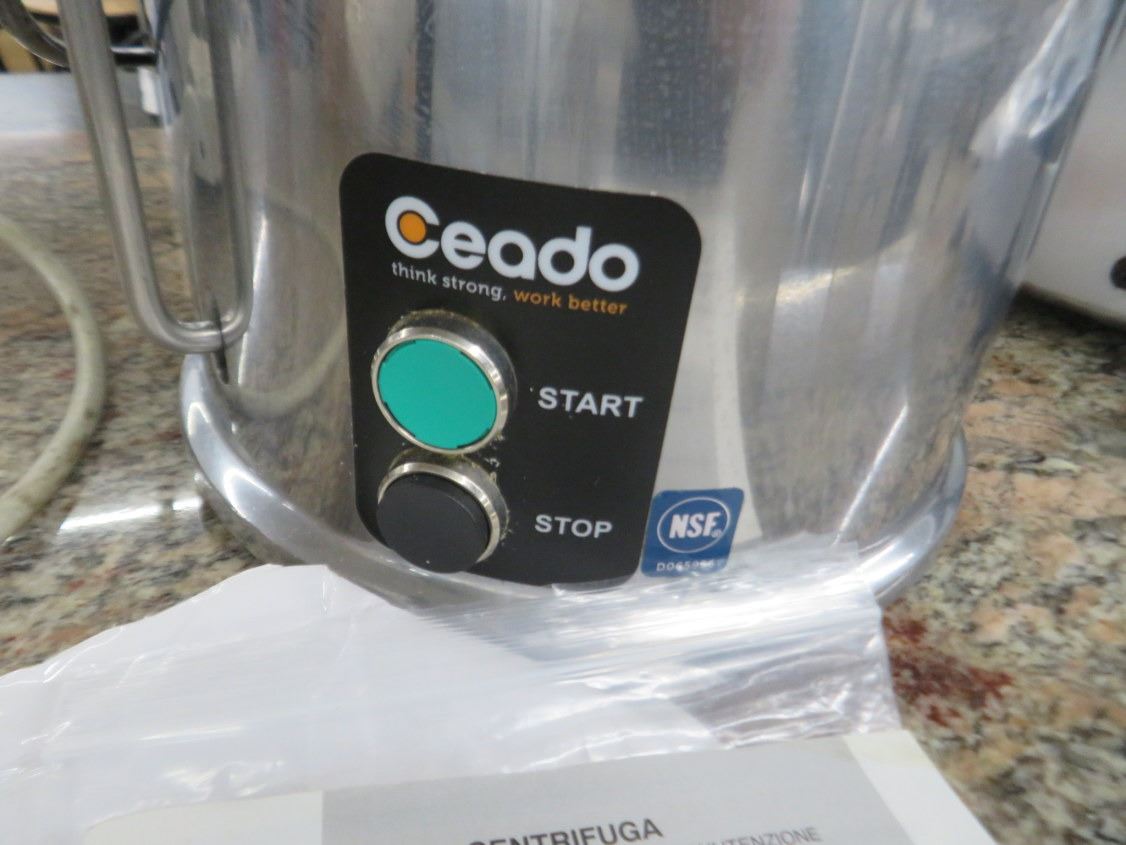 Ceado
think strong, work better
START
STOP
NSF®
CENTRIFUGA